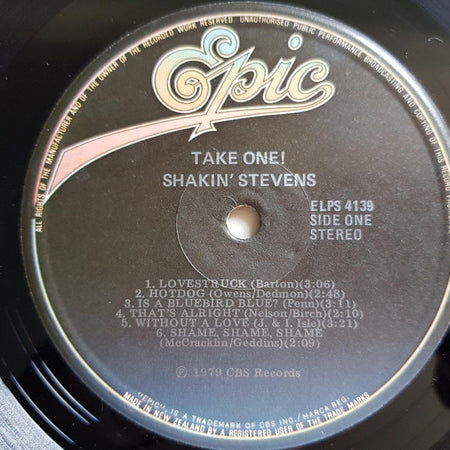 ALL RIGHTS OF THE MANUFACTURER AND OF THE OWNER OF THE RECORDED WORK RESERVED. UNAUTHORISED PUBLIC PERFORMANCE BROADCASTING AND COPYING OF THIS
Epic
TAKE ONE!
SHAKIN' STEVENS
ELPS 4139
SIDE ONE
STEREO
1. LOVESTRUCK (Barton)(3:06)
2. HOTDOG (Owens/Dedmon)(2:48)
3. IS A BLUEBIRD BLUE? (Penn)(3:11)
4. THAT'S ALRIGHT (Nelson/Birch)(2:10)
5. WITHOUT A LOVE (J. & I. Isle)(3:21)
6. SHAME, SHAME, SHAME
(McCracklin/Geddins)(2:09)
℗ 1979 CBS Records
"EPIC" IS A TRADEMARK OF CBS INC./MARCA REG.
MADE IN NEW ZEALAND BY A REGISTERED USER OF THE TRADE MARKS